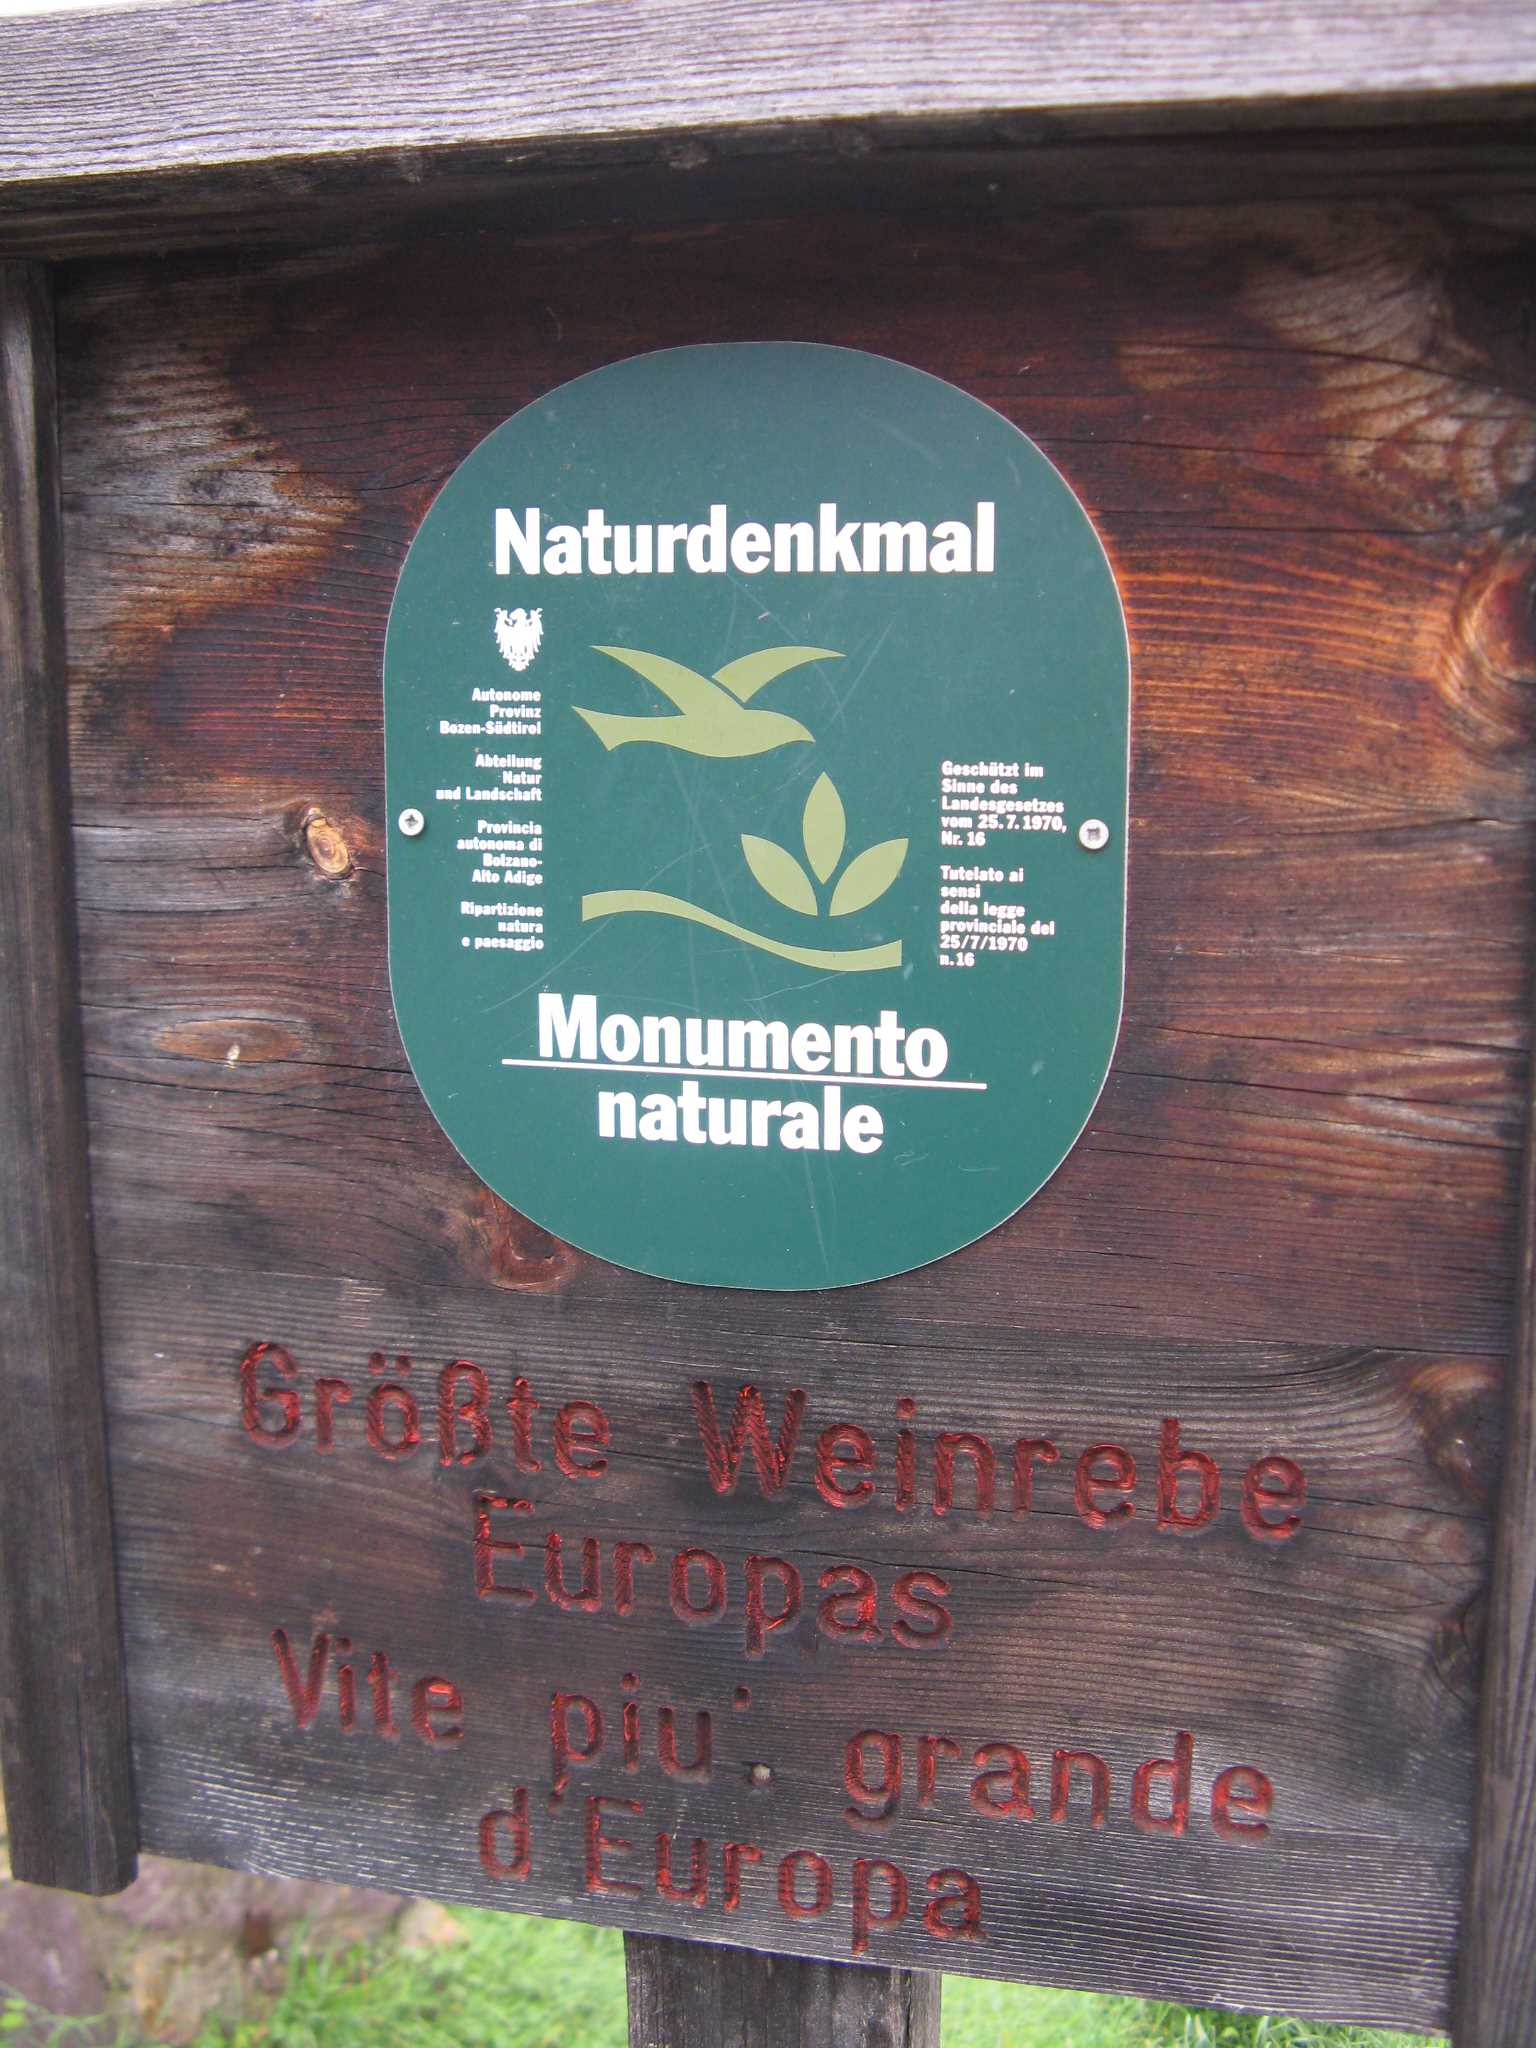 Naturdenkmal
Autonome
Provinz
Bozen-Südtirol
Abteilung
Natur
und Landschaft
Provincia
autonoma di
Bolzano-
Alto Adige
Ripartizione
natura
e paesaggio
Geschützt im
Sinne des
Landesgesetzes
vom 25.7.1970,
Nr. 16
Tutelato ai
sensi
della legge
provinciale del
25/7/1970
n.16
Monumento
naturale
Größte Weinrebe
Europas
Vite piu' grande
d'Europa